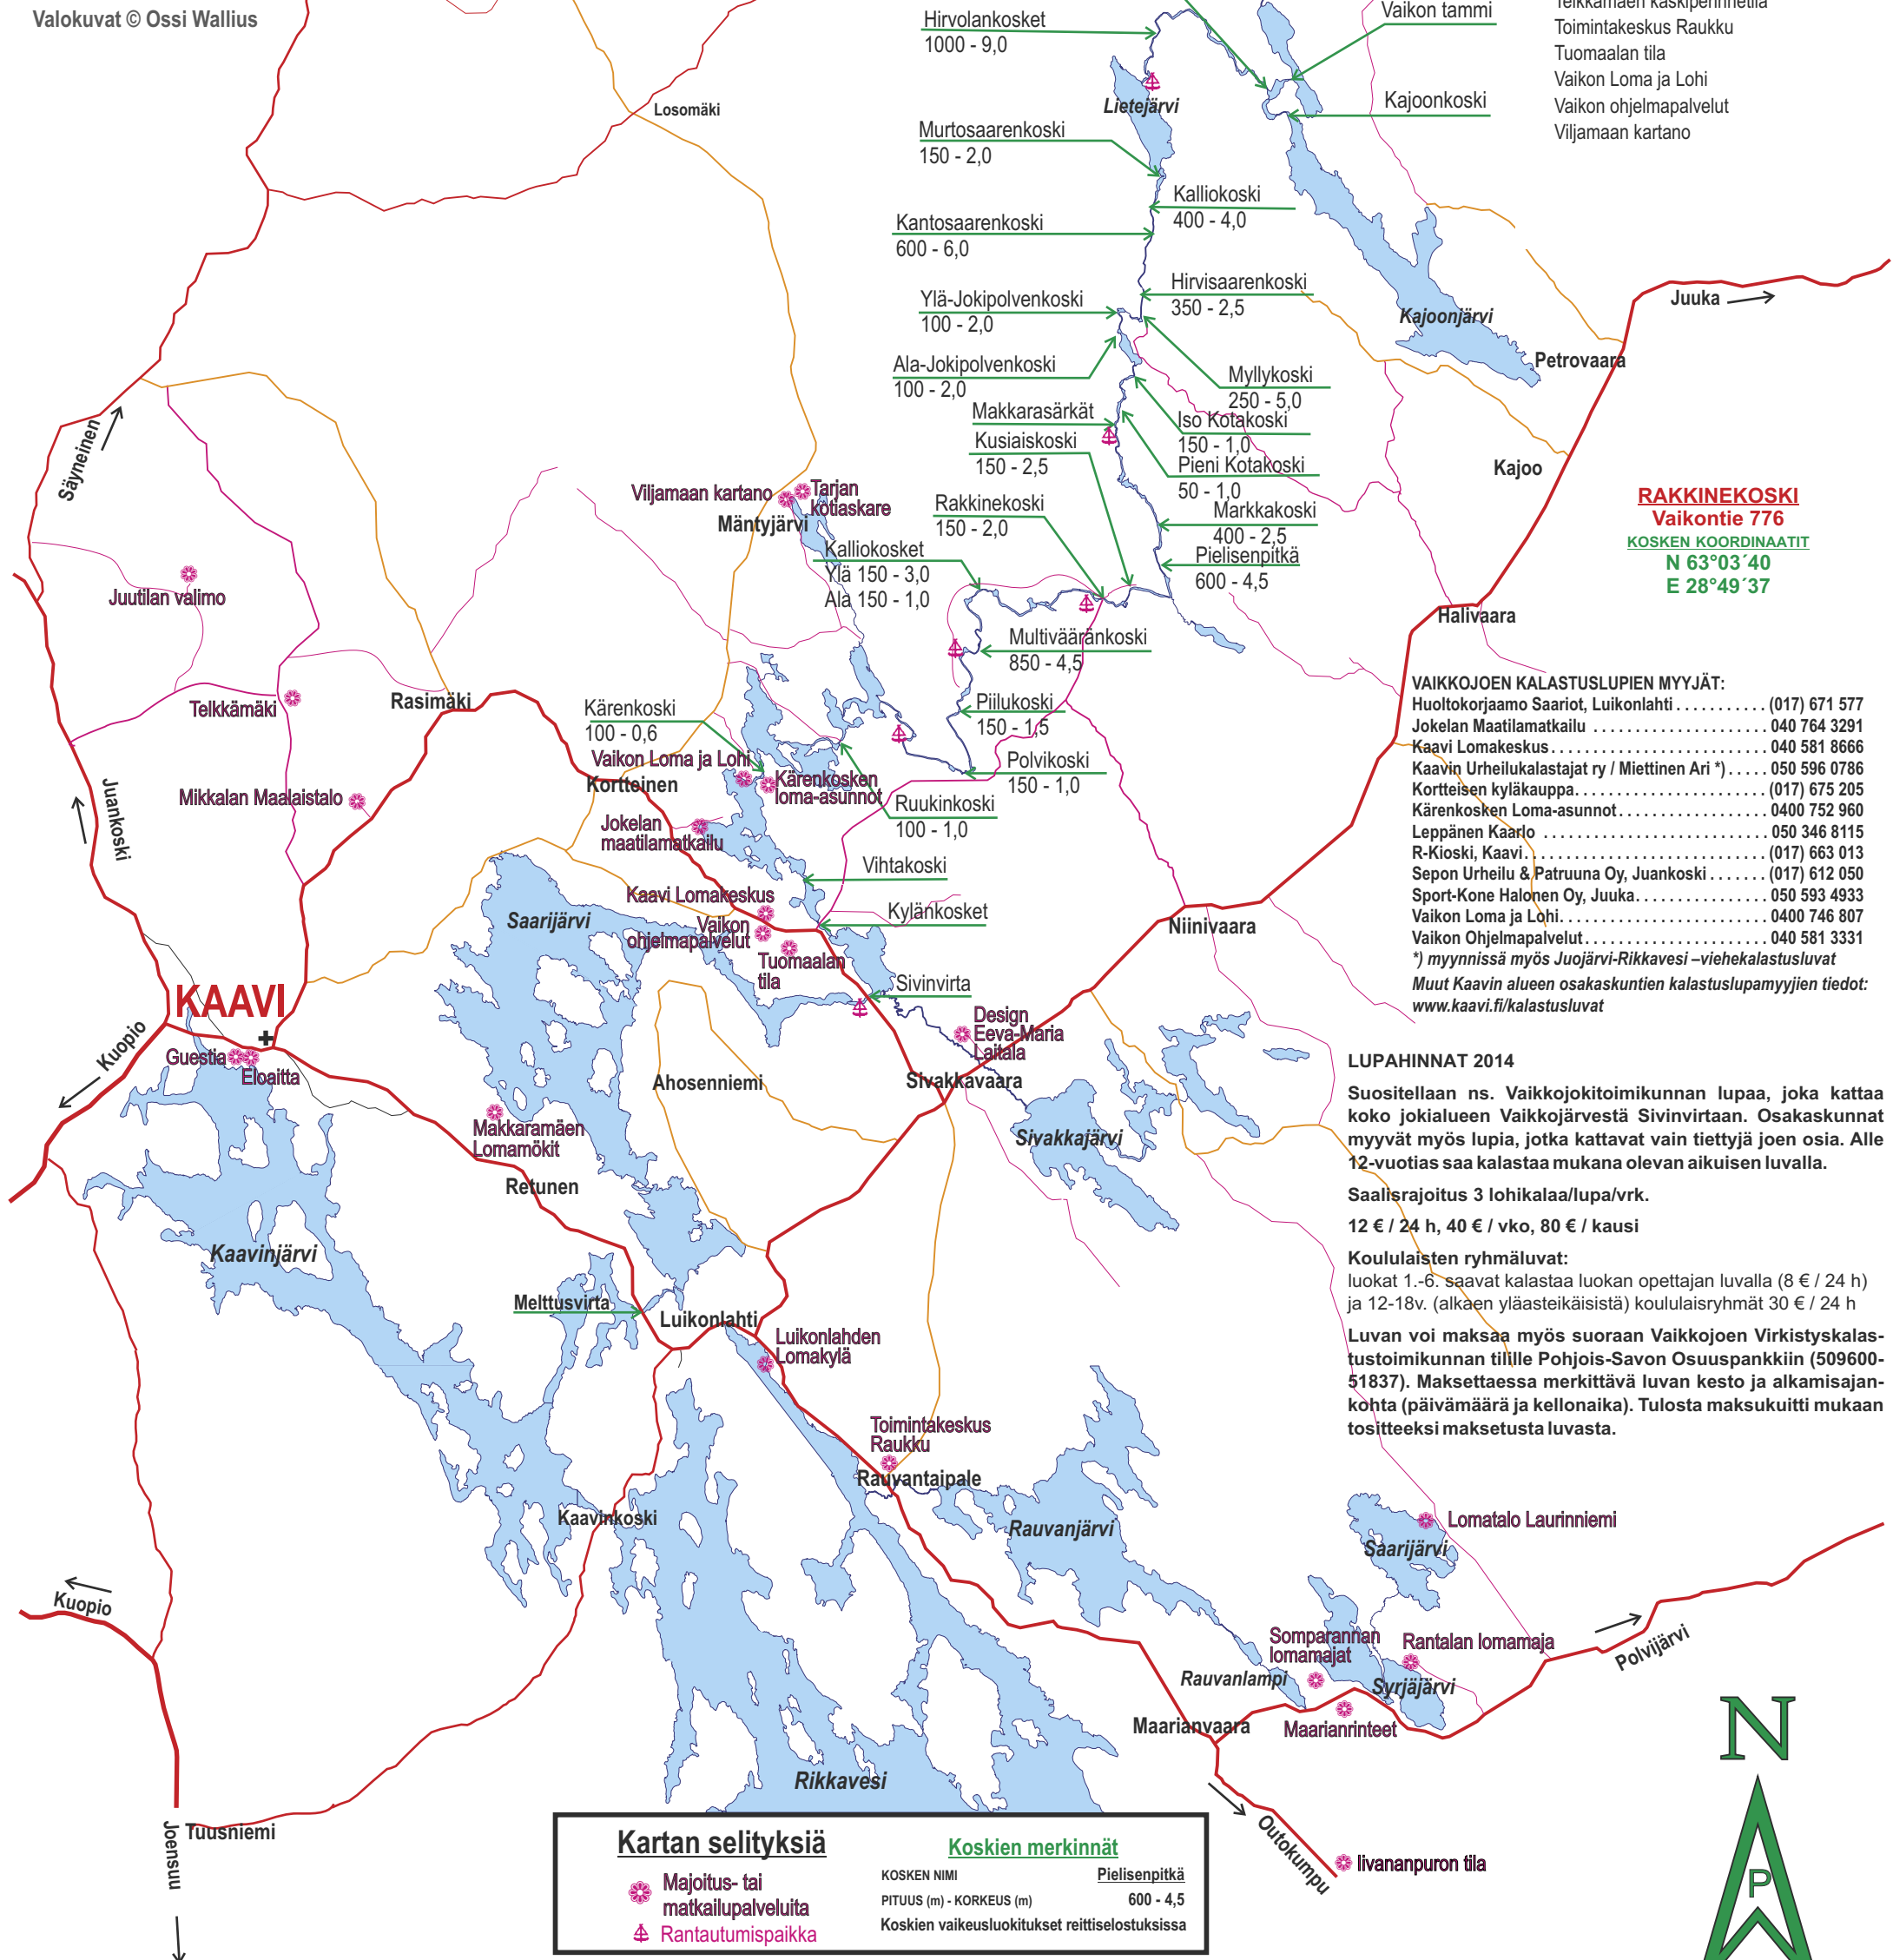 Valokuvat © Ossi Wallius
Hirvolankosket
1000 - 9,0
Vaikon tammi
Telkkämäen kaskiperinnetila
Toimintakeskus Raukku
Tuomaalan tila
Vaikon Loma ja Lohi
Vaikon ohjelmapalvelut
Viljamaan kartano
Losomäki
Lietejärvi
Kajoonkoski
Murtosaarenkoski
150 - 2,0
Kalliokoski
400 - 4,0
Kantosaarenkoski
600 - 6,0
Hirvisaarenkoski
350 - 2,5
Ylä-Jokipolvenkoski
100 - 2,0
Kajoonjärvi
Juuka
Petrovaara
Ala-Jokipolvenkoski
100 - 2,0
Myllykoski
250 - 5,0
Makkarasärkät
Iso Kotakoski
150 - 1,0
Kusiaiskoski
150 - 2,5
Pieni Kotakoski
50 - 1,0
Kajoo
Säyneinen
Viljamaan kartano
Tarjan
kotiaskare
Mäntyjärvi
Rakkinekoski
150 - 2,0
Markkakoski
400 - 2,5
RAKKINEKOSKI
Vaikontie 776
KOSKEN KOORDINAATIT
N 63°03´40
E 28°49´37
Kalliokosket
Ylä 150 - 3,0
Ala 150 - 1,0
Pielisenpitkä
600 - 4,5
Juutilan valimo
Halivaara
Multivääränkoski
850 - 4,5
Telkkämäki
Rasimäki
Kärenkoski
100 - 0,6
Piilukoski
150 - 1,5
VAIKKOJOEN KALASTUSLUPIEN MYYJÄT:
Huoltokorjaamo Saariot, Luikonlahti . . . . . . . . . . . (017) 671 577
Jokelan Maatilamatkailu . . . . . . . . . . . . . . . . . . . . . 040 764 3291
Kaavi Lomakeskus . . . . . . . . . . . . . . . . . . . . . . . . . . 040 581 8666
Kaavin Urheilukalastajat ry / Miettinen Ari *) . . . . . 050 596 0786
Kortteisen kyläkauppa. . . . . . . . . . . . . . . . . . . . . . . (017) 675 205
Kärenkosken Loma-asunnot . . . . . . . . . . . . . . . . . . 0400 752 960
Leppänen Kaarlo . . . . . . . . . . . . . . . . . . . . . . . . . . . 050 346 8115
R-Kioski, Kaavi . . . . . . . . . . . . . . . . . . . . . . . . . . . . . (017) 663 013
Sepon Urheilu & Patruuna Oy, Juankoski . . . . . . . (017) 612 050
Sport-Kone Halonen Oy, Juuka. . . . . . . . . . . . . . . . 050 593 4933
Vaikon Loma ja Lohi. . . . . . . . . . . . . . . . . . . . . . . . . 0400 746 807
Vaikon Ohjelmapalvelut . . . . . . . . . . . . . . . . . . . . . . 040 581 3331
*) myynnissä myös Juojärvi-Rikkavesi –viehekalastusluvat
Muut Kaavin alueen osakaskuntien kalastuslupamyyjien tiedot:
www.kaavi.fi/kalastusluvat
Vaikon Loma ja Lohi
Kortteinen
Kärenkosken
loma-asunnot
Polvikoski
150 - 1,0
Mikkalan Maalaistalo
Juankoski
Ruukinkoski
100 - 1,0
Jokelan
maatilamatkailu
Vihtakoski
Kaavi Lomakeskus
Kylänkosket
Saarijärvi
Vaikon
ohjelmapalvelut
Tuomaalan
tila
Niinivaara
KAAVI
Sivinvirta
Kuopio
Guestia
Eloaitta
Design
Eeva-Maria
Laitala
Ahosenniemi
Sivakkavaara
Makkaramäen
Lomamökit
Sivakkajärvi
Retunen
LUPAHINNAT 2014
Suositellaan ns. Vaikkojokitoimikunnan lupaa, joka kattaa
koko jokialueen Vaikkojärvestä Sivinvirtaan. Osakaskunnat
myyvät myös lupia, jotka kattavat vain tiettyjä joen osia. Alle
12-vuotias saa kalastaa mukana olevan aikuisen luvalla.
Saalisrajoitus 3 lohikalaa/lupa/vrk.
12 € / 24 h, 40 € / vko, 80 € / kausi
Koululaisten ryhmäluvat:
luokat 1.-6. saavat kalastaa luokan opettajan luvalla (8 € / 24 h)
ja 12-18v. (alkaen yläasteikäisistä) koululaisryhmät 30 € / 24 h
Luvan voi maksaa myös suoraan Vaikkojoen Virkistyskalas-
tustoimikunnan tilille Pohjois-Savon Osuuspankkiin (509600-
51837). Maksettaessa merkittävä luvan kesto ja alkamisajan-
kohta (päivämäärä ja kellonaika). Tulosta maksukuitti mukaan
tositteeksi maksetusta luvasta.
Kaavinjärvi
Melttusvirta
Luikonlahti
Luikonlahden
Lomakylä
Toimintakeskus
Raukku
Rauvantaipale
Kaavinkoski
Rauvanjärvi
Lomatalo Laurinniemi
Saarijärvi
Kuopio
Somparannan
lomamajat
Rantalan lomamaja
Polvijärvi
Rauvanlampi
Syrjäjärvi
Maarianvaara
Maarianrinteet
Rikkavesi
N
Joensuu
Tuusniemi
Outokumpu
Iivananpuron tila
P
Kartan selityksiä
Majoitus- tai
matkailupalveluita
Rantautumispaikka
Koskien merkinnät
KOSKEN NIMI Pielisenpitkä
PITUUS (m) - KORKEUS (m) 600 - 4,5
Koskien vaikeusluokitukset reittiselostuksissa